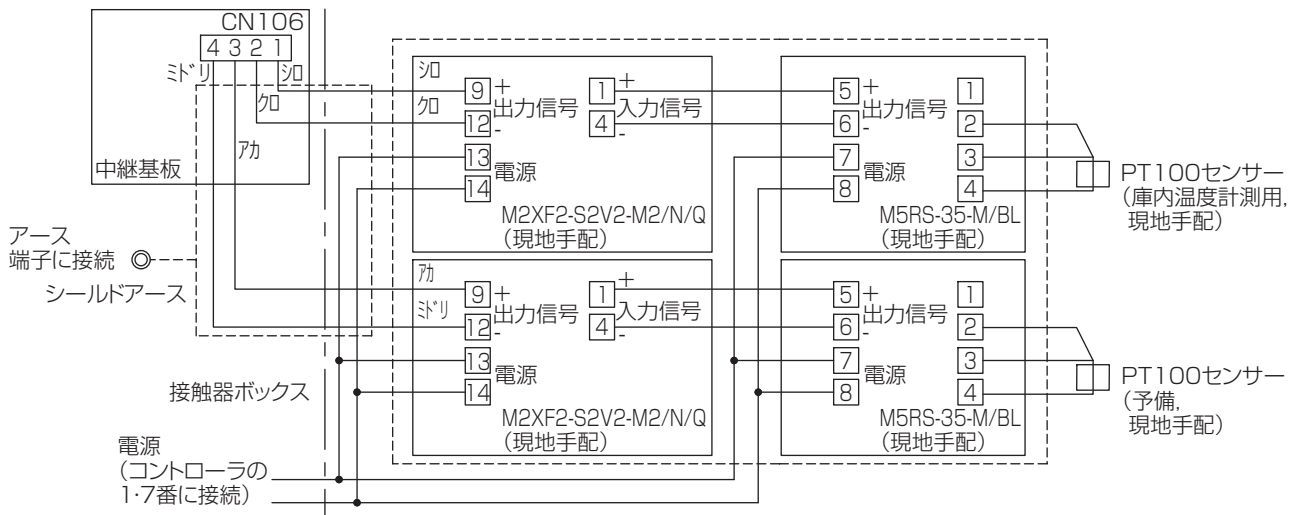 CN106
4 3 2 1
ミドリ
シロ
クロ
アカ
中継基板
アース
端子に接続
シールドアース
接触器ボックス
電源
(コントローラの
1・7番に接続)
シロ
クロ
9 +
出力信号
12 -
13
電源
14
1 +
入力信号
4 -
M2XF2-S2V2-M2/N/Q
(現地手配)
5 +
出力信号
6 -
7
電源
8
1
2
3
4
M5RS-35-M/BL
(現地手配)
PT100センサー
(庫内温度計測用,
現地手配)
アカ
ミドリ
9 +
出力信号
12 -
13
電源
14
1 +
入力信号
4 -
M2XF2-S2V2-M2/N/Q
(現地手配)
5 +
出力信号
6 -
7
電源
8
1
2
3
4
M5RS-35-M/BL
(現地手配)
PT100センサー
(予備,
現地手配)